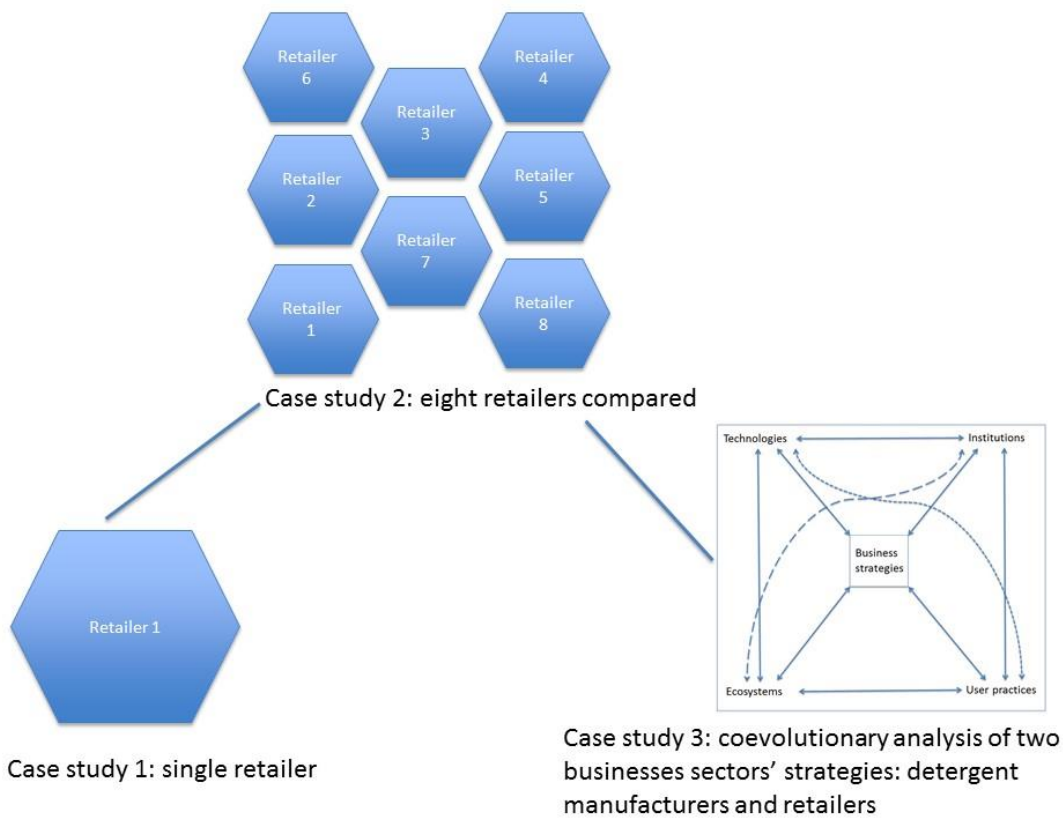 Retailer
6
Retailer
4
Retailer
3
Retailer
2
Retailer
5
Retailer
7
Retailer
1
Retailer
8
Case study 2: eight retailers compared
Technologies
Institutions
Business
strategies
Ecosystems
User practices
Retailer 1
Case study 1: single retailer
Case study 3: coevolutionary analysis of two
businesses sectors’ strategies: detergent
manufacturers and retailers